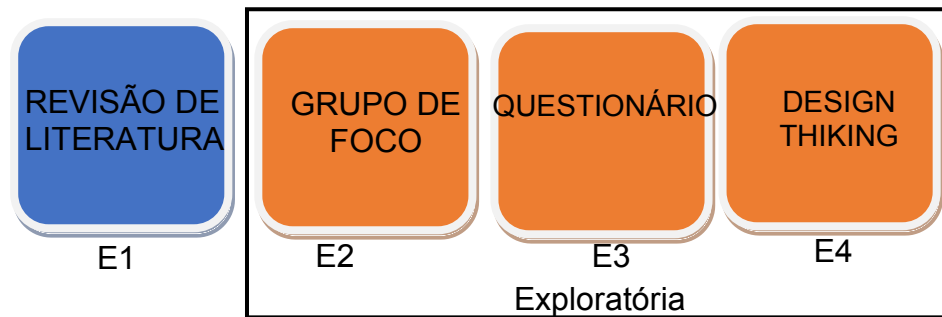 REVISÃO DE
LITERATURA
GRUPO DE
FOCO
QUESTIONÁRIO
DESIGN
THIKING
E1
E2
E3
E4
Exploratória